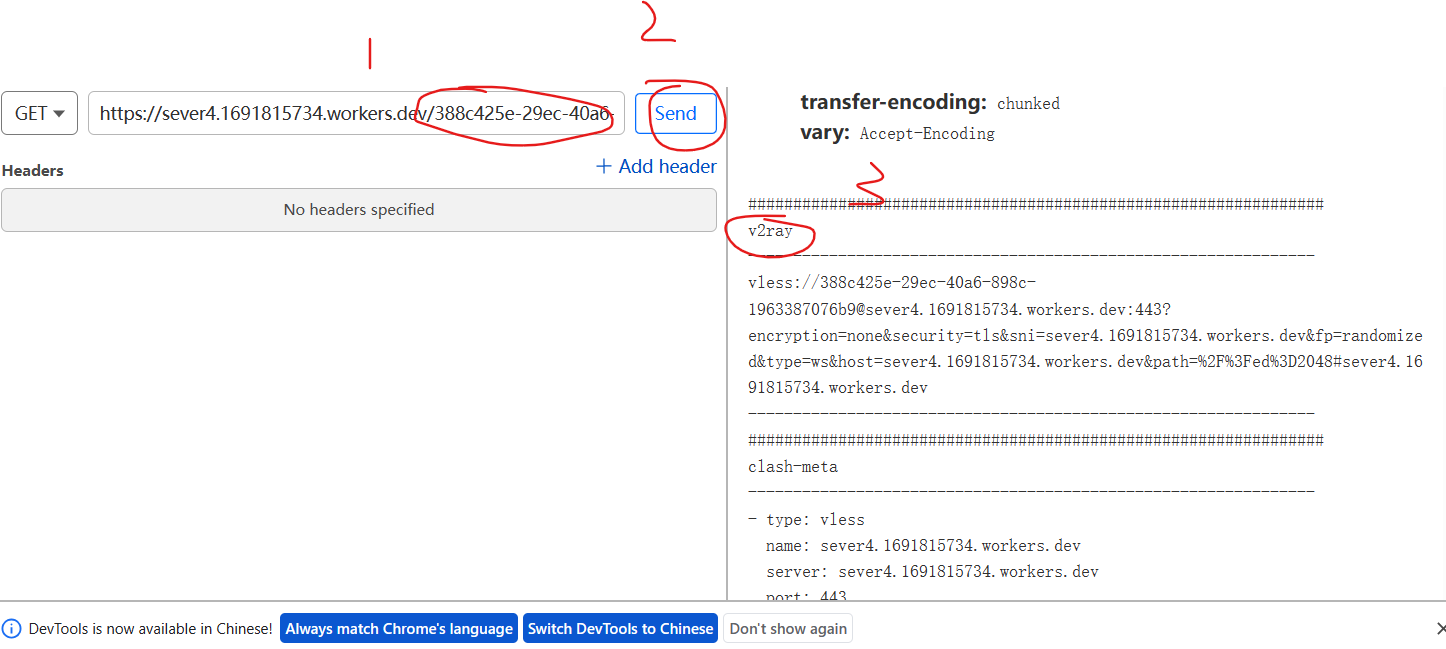 1
2
GET
https://sever4.1691815734.workers.dev/388c425e-29ec-40a6-
Send
Headers
+ Add header
No headers specified
transfer-encoding: chunked
vary: Accept-Encoding
3
################################################################
v2ray
---------------------------------------------------------------
vless://388c425e-29ec-40a6-898c-
1963387076b9@sever4.1691815734.workers.dev:443?
encryption=none&security=tls&sni=sever4.1691815734.workers.dev&fp=randomize
d&type=ws&host=sever4.1691815734.workers.dev&path=%2F%3Fed%3D2048#sever4.16
91815734.workers.dev
---------------------------------------------------------------
################################################################
clash-meta
---------------------------------------------------------------
- type: vless
name: sever4.1691815734.workers.dev
server: sever4.1691815734.workers.dev
port: 443
DevTools is now available in Chinese!
Always match Chrome's language
Switch DevTools to Chinese
Don't show again